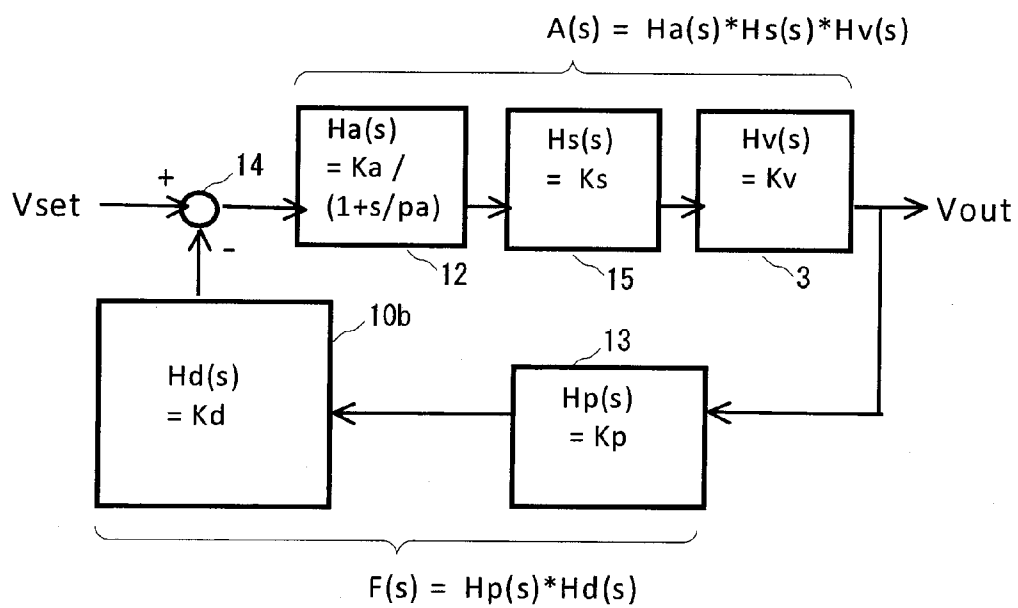 A(s) = Ha(s)*Hs(s)*Hv(s)
Ha(s)
= Ka /
(1+s/pa)
Hs(s)
= Ks
Hv(s)
= Kv
+
14
Vset
Vout
-
12
15
3
10b
13
Hd(s)
= Kd
Hp(s)
= Kp
F(s) = Hp(s)*Hd(s)